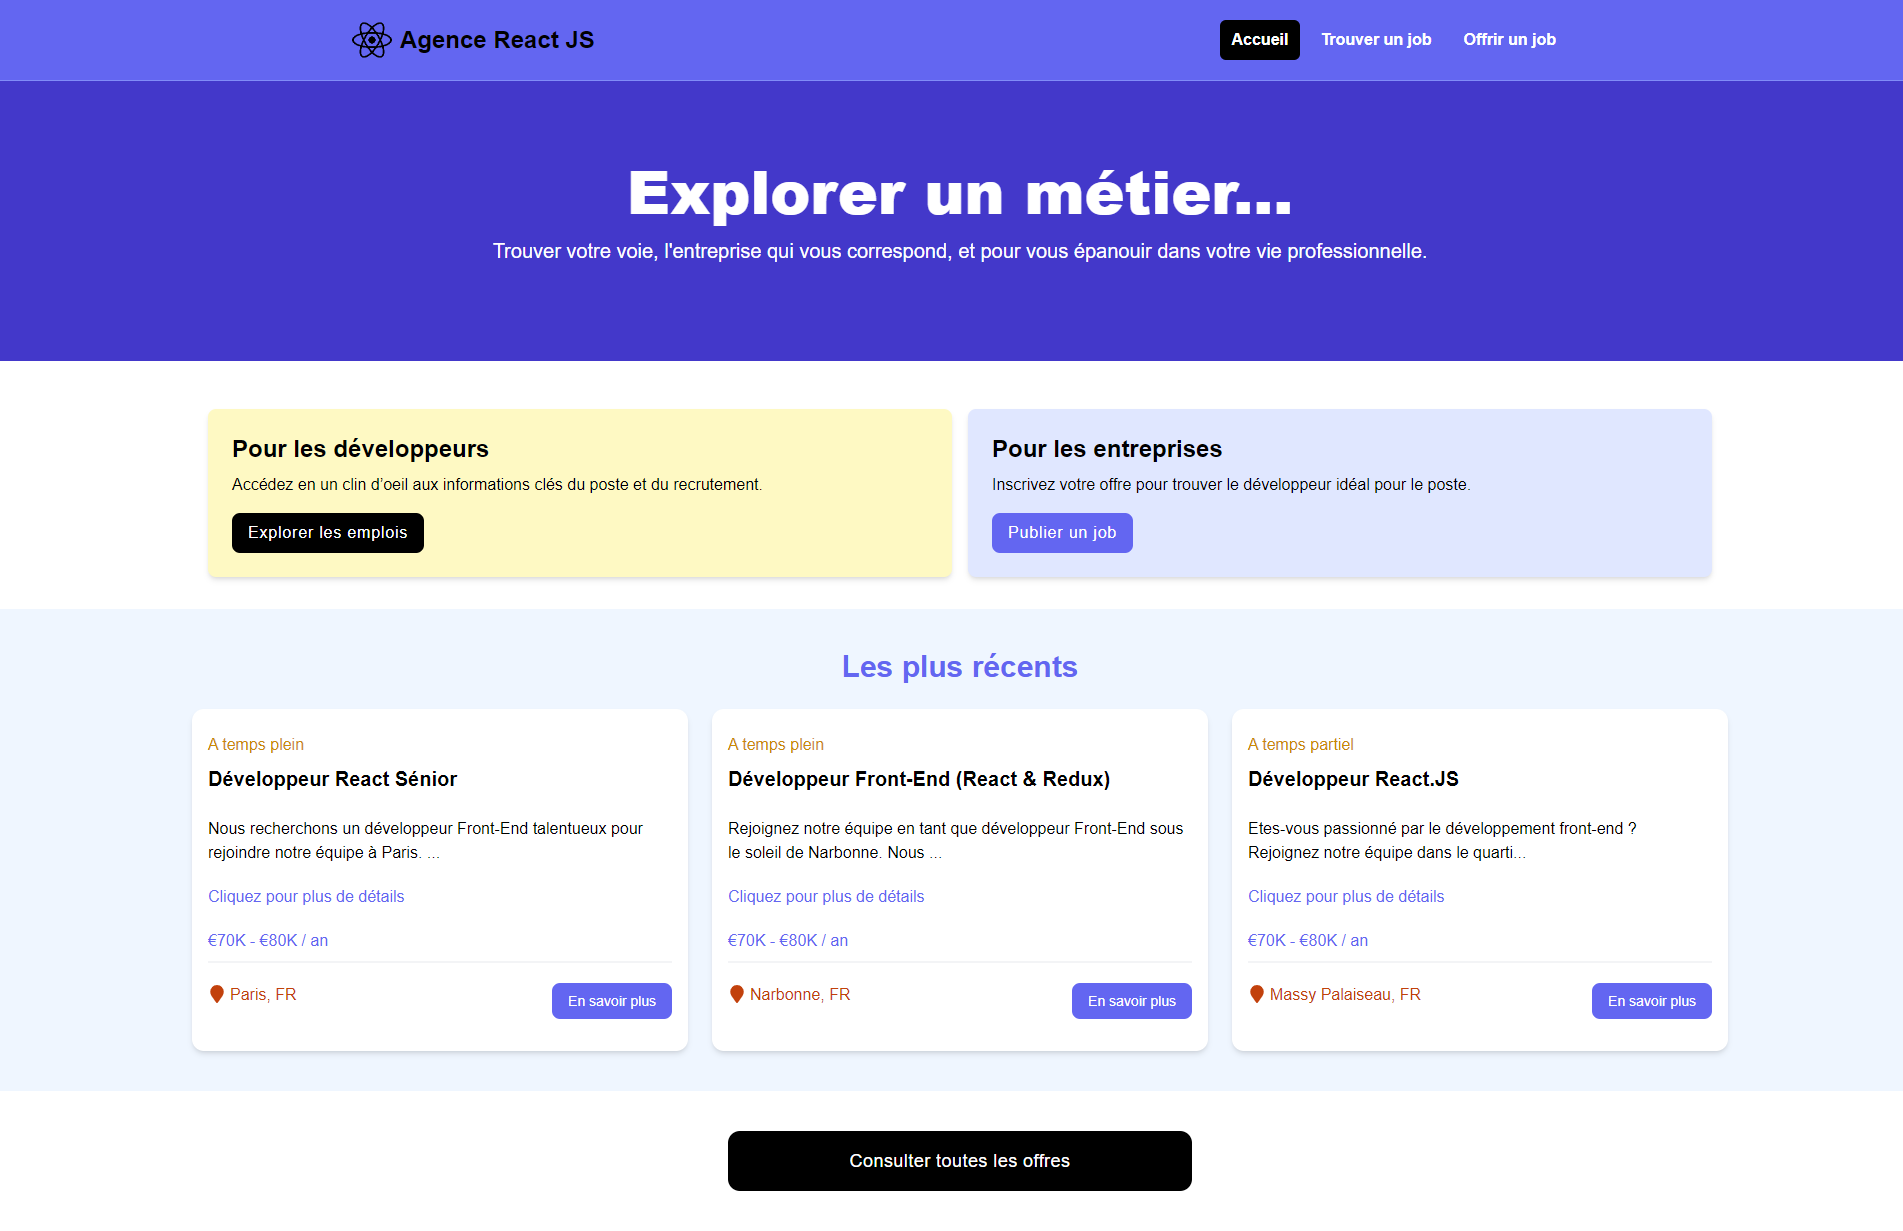 Agence React JS
Accueil
Trouver un job
Offrir un job
Explorer un métier...
Trouver votre voie, l'entreprise qui vous correspond, et pour vous épanouir dans votre vie professionnelle.
Pour les développeurs
Accédez en un clin d’oeil aux informations clés du poste et du recrutement.
Explorer les emplois
Pour les entreprises
Inscrivez votre offre pour trouver le développeur idéal pour le poste.
Publier un job
Les plus récents
A temps plein
Développeur React Sénior
Nous recherchons un développeur Front-End talentueux pour
rejoindre notre équipe à Paris. ...
Cliquez pour plus de détails
€70K - €80K / an
Paris, FR
En savoir plus
A temps plein
Développeur Front-End (React & Redux)
Rejoignez notre équipe en tant que développeur Front-End sous
le soleil de Narbonne. Nous ...
Cliquez pour plus de détails
€70K - €80K / an
Narbonne, FR
En savoir plus
A temps partiel
Développeur React.JS
Etes-vous passionné par le développement front-end ?
Rejoignez notre équipe dans le quarti...
Cliquez pour plus de détails
€70K - €80K / an
Massy Palaiseau, FR
En savoir plus
Consulter toutes les offres